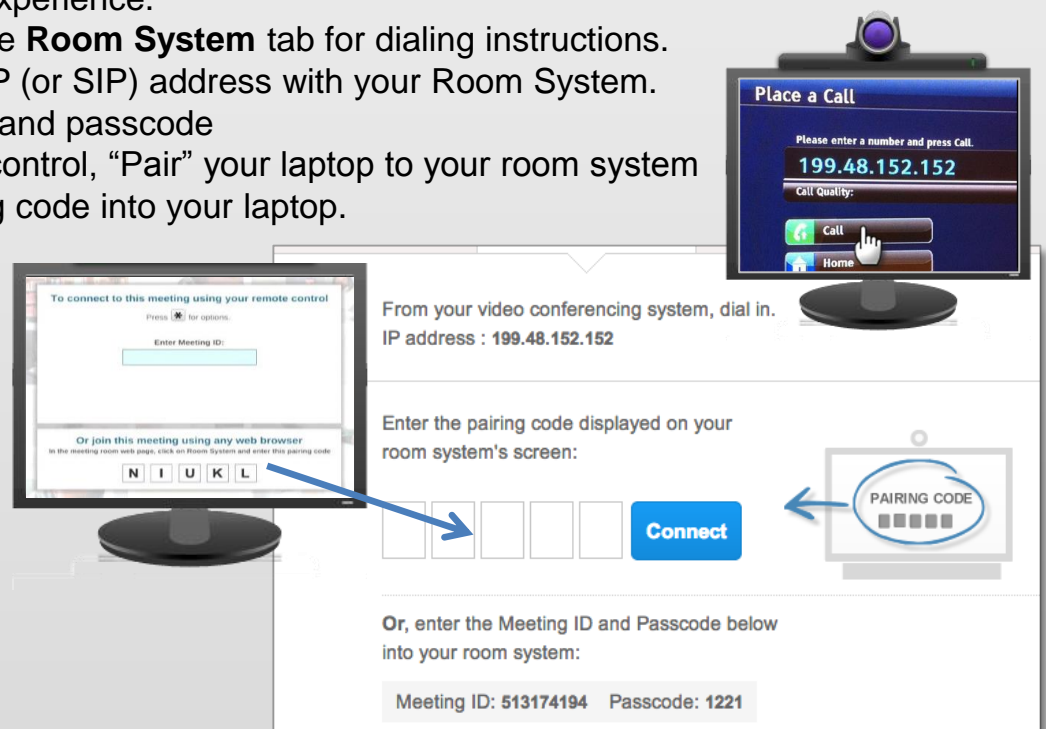 xperience.
e Room System tab for dialing instructions.
P (or SIP) address with your Room System.
and passcode
control, “Pair” your laptop to your room system
g code into your laptop.
Place a Call
Please enter a number and press Call.
199.48.152.152
Call Quality:
Call
Home
To connect to this meeting using your remote control
Press * for options.
Enter Meeting ID:
Or join this meeting using any web browser
In the meeting room web page, click on Room System and enter this pairing code
N I U K L
From your video conferencing system, dial in.
IP address : 199.48.152.152
Enter the pairing code displayed on your
room system's screen:
Connect
PAIRING CODE
Or, enter the Meeting ID and Passcode below
into your room system:
Meeting ID: 513174194 Passcode: 1221